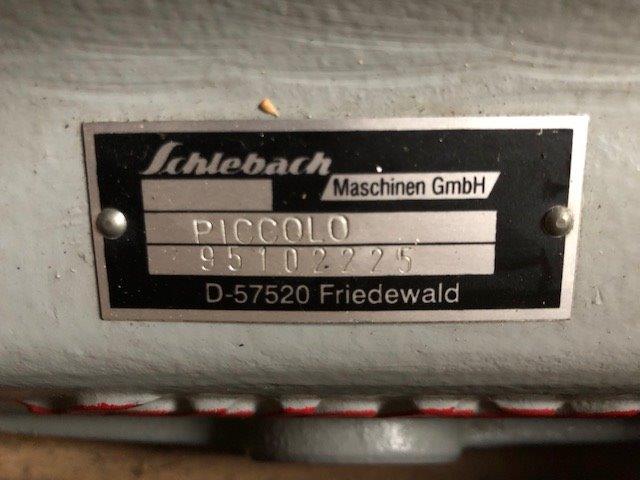 Schlebach
Maschinen GmbH
PICCOLO
95102225
D-57520 Friedewald